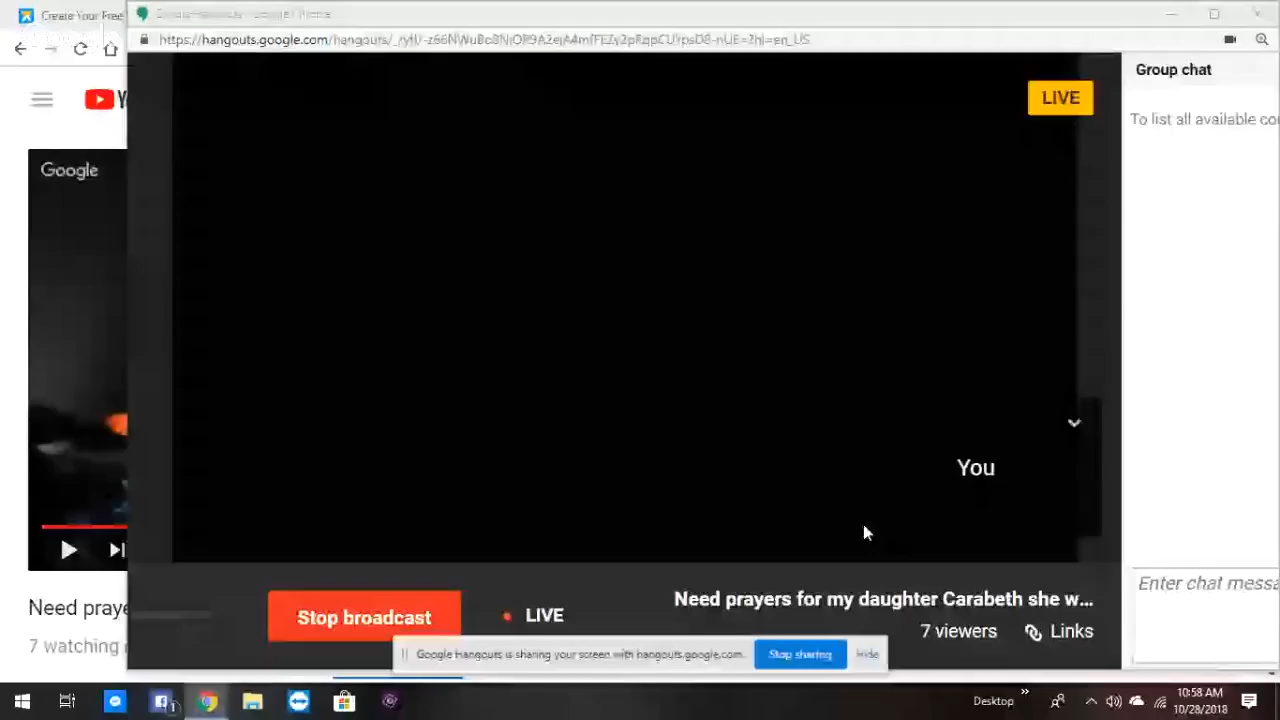 Create Your Free
https://hangouts.google.com/hangouts/_
LIVE
Group chat
To list all available co
Google
You
Need praye
7 watching
Stop broadcast
LIVE
Need prayers for my daughter Carabeth she w...
7 viewers
Links
Enter chat messa
Google Hangouts is sharing your screen with hangouts.google.com.
Stop sharing
Hide
Desktop
10:58 AM
10/28/2018